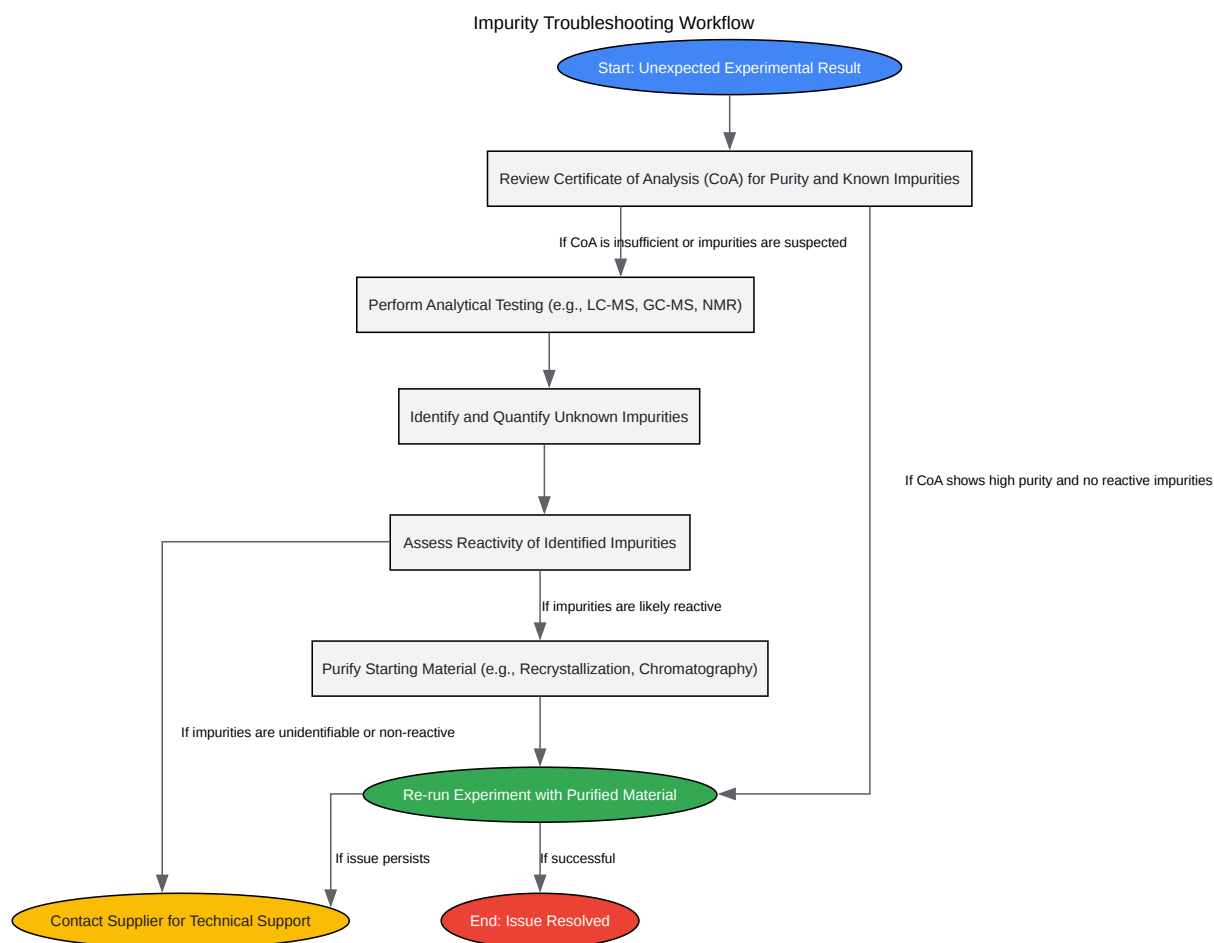 Impurity Troubleshooting Workflow
Start: Unexpected Experimental Result
Review Certificate of Analysis (CoA) for Purity and Known Impurities
If CoA is insufficient or impurities are suspected
Perform Analytical Testing (e.g., LC-MS, GC-MS, NMR)
Identify and Quantify Unknown Impurities
If CoA shows high purity and no reactive impurities
Assess Reactivity of Identified Impurities
If impurities are likely reactive
Purify Starting Material (e.g., Recrystallization, Chromatography)
If impurities are unidentifiable or non-reactive
Re-run Experiment with Purified Material
If issue persists
If successful
Contact Supplier for Technical Support
End: Issue Resolved